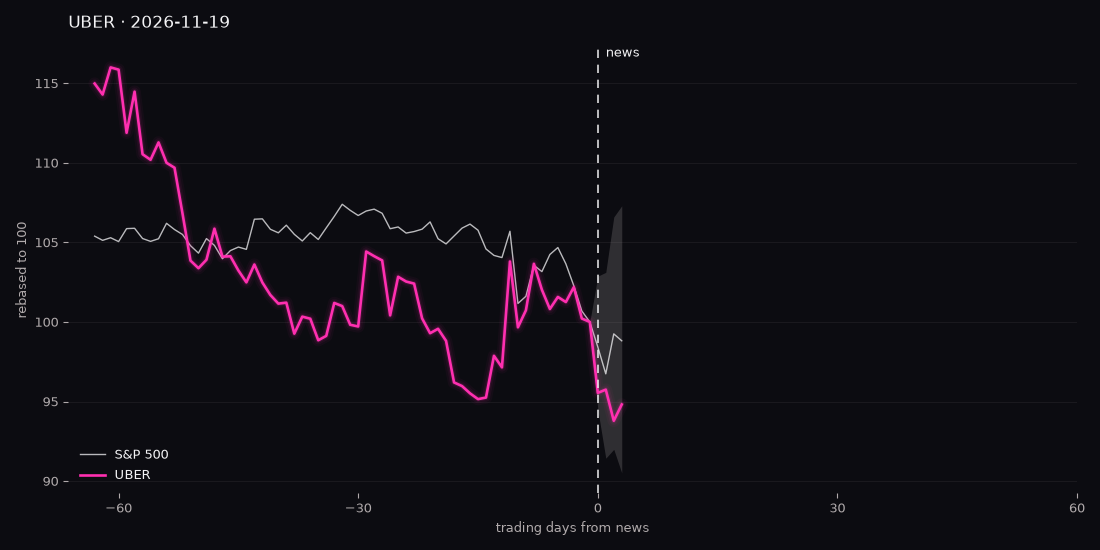 UBER · 2026-11-19
news
115
110
105
100
95
90
rebased to 100
S&P 500
UBER
−60
−30
0
30
60
trading days from news